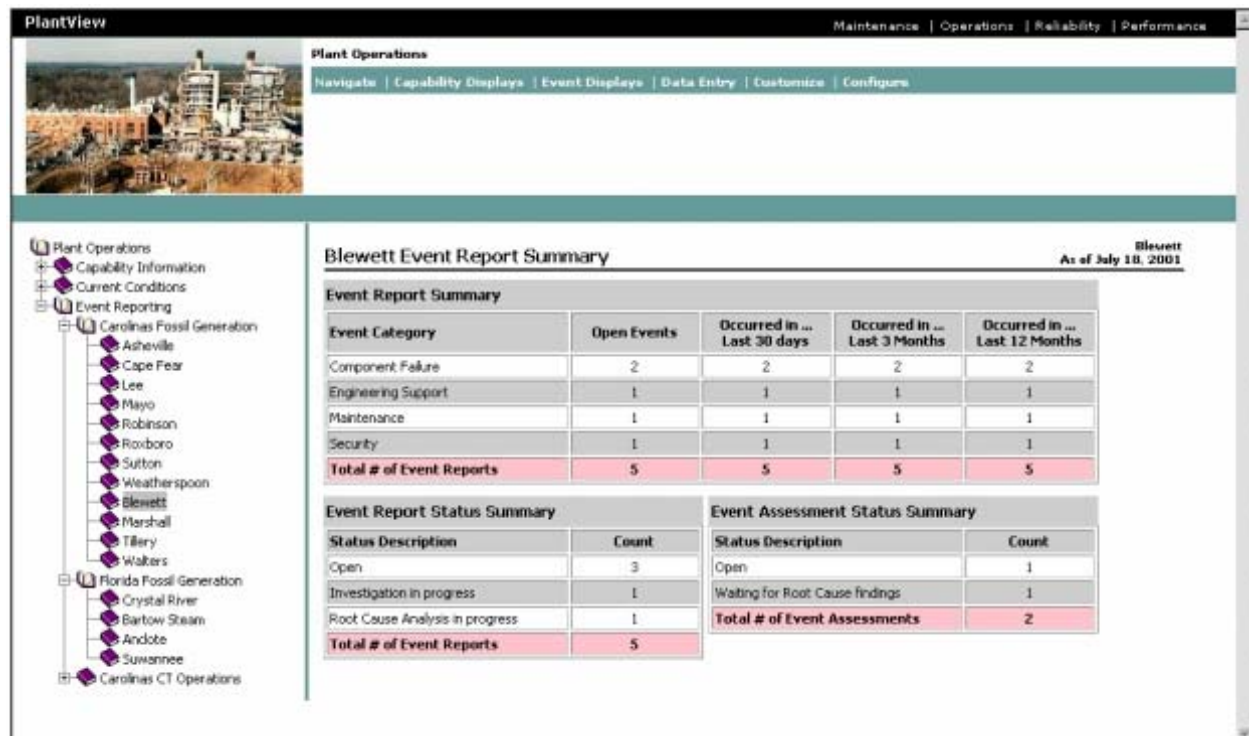 PlantView
Maintenance | Operations | Reliability | Performance
Plant Operations
Navigate | Capability Displays | Event Displays | Data Entry | Customize | Configure
Plant Operations
Capability Information
Current Conditions
Event Reporting
Carolinas Fossil Generation
Asheville
Cape Fear
Lee
Mayo
Robinson
Roxboro
Sutton
Weatherspoon
Blewett
Marshall
Tillery
Walters
Florida Fossil Generation
Crystal River
Bartow Steam
Anclote
Suwannee
Carolinas CT Operations
Blewett Event Report Summary
Blewett
As of July 18, 2001
Event Report Summary
Event Category Open Events Occurred in ... Last 30 days Occurred in ... Last 3 Months Occurred in ... Last 12 Months
Component Failure 2 2 2 2
Engineering Support 1 1 1 1
Maintenance 1 1 1 1
Security 1 1 1 1
Total # of Event Reports 5 5 5 5
Event Report Status Summary
Status Description Count
Open 3
Investigation in progress 1
Root Cause Analysis in progress 1
Total # of Event Reports 5
Event Assessment Status Summary
Status Description Count
Open 1
Waiting for Root Cause findings 1
Total # of Event Assessments 2